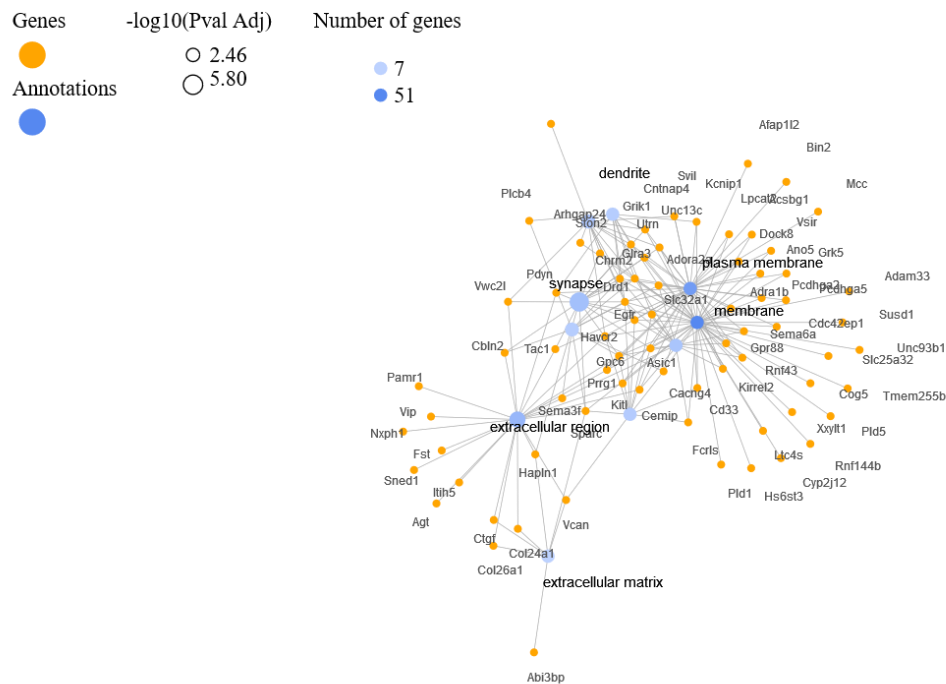 Genes -log10(Pval Adj) Number of genes
2.46
5.80
7
51
Annotations
Afap1l2
Bin2
dendrite
Svil
Mcc
Plcb4
Cntnap4
Kcnip1
Lpcat2
Acsbg1
Arhgap24
Grik1
Unc13c
Ston2
Utrn
Vsir
Dock8
Glra3
Chrm2
Adora2a
Ano5
Grk5
plasma membrane
Pdyn
Adam33
synapse
Drd1
Vwc2l
Slc32a1
Adra1b
Pcdhga2
Pcdhga5
membrane
Egfr
Susd1
Cdc42ep1
Havcr2
Sema6a
Cbln2
Tac1
Gpr88
Unc93b1
Slc25a32
Gpc6
Asic1
Rnf43
Pamr1
Prrg1
Kirrel2
Cog5
Tmem255b
Cacng4
Vip
Sema3f
Kitl
Cemip
Cd33
Xxylt1
Pld5
extracellular region
Nxph1
Sparc
Fst
Fcrls
Ltc4s
Rnf144b
Sned1
Hapln1
Cyp2j12
Itih5
Pld1
Hs6st3
Agt
Vcan
Ctgf
Col24a1
Col26a1
extracellular matrix
Abi3bp